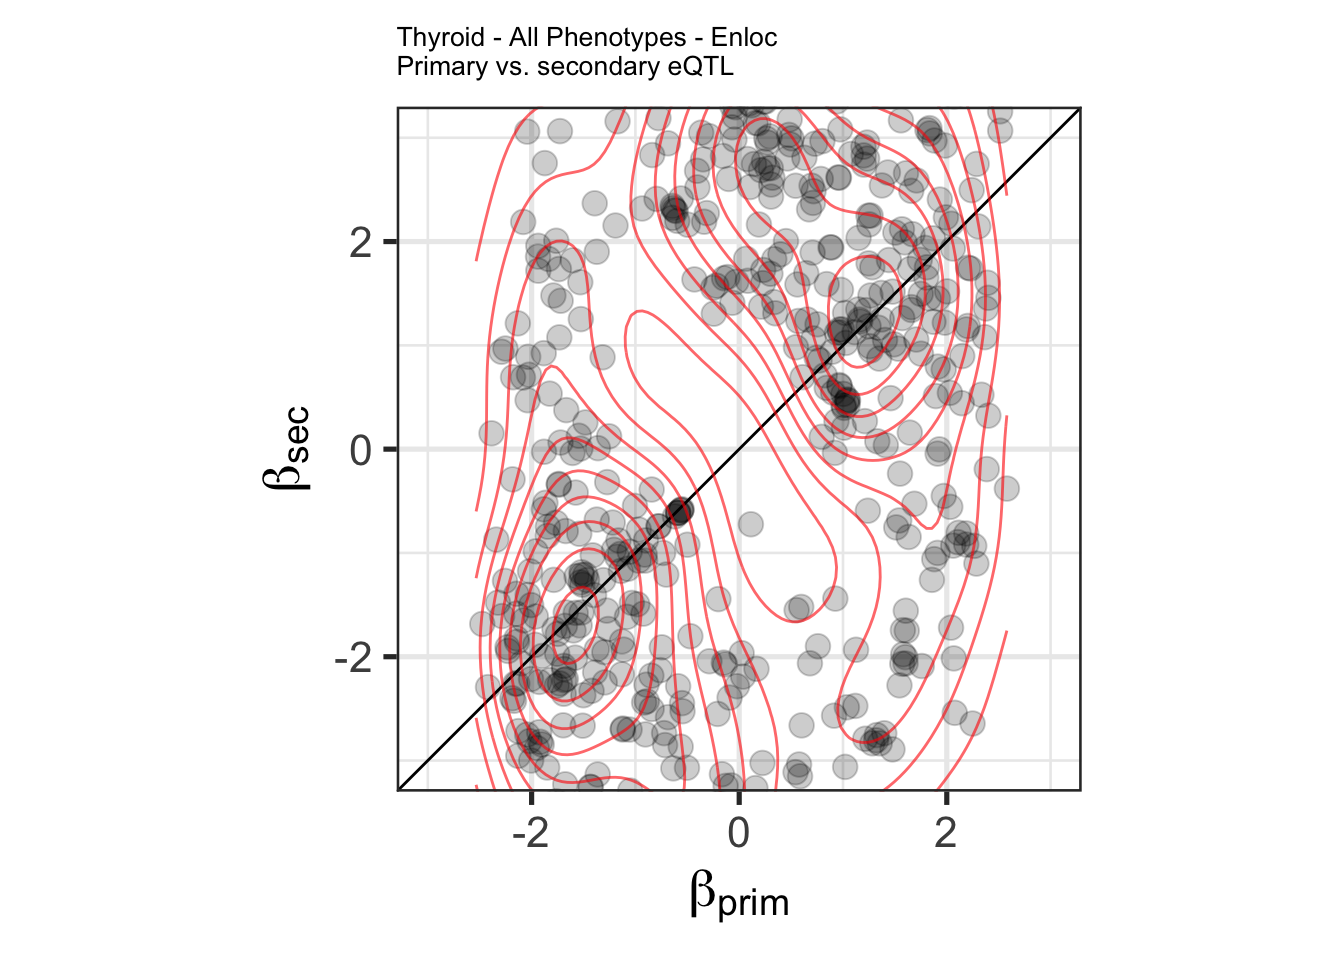 Thyroid - All Phenotypes - Enloc
Primary vs. secondary eQTL
2
0
-2
βsec
-2 0 2
βprim